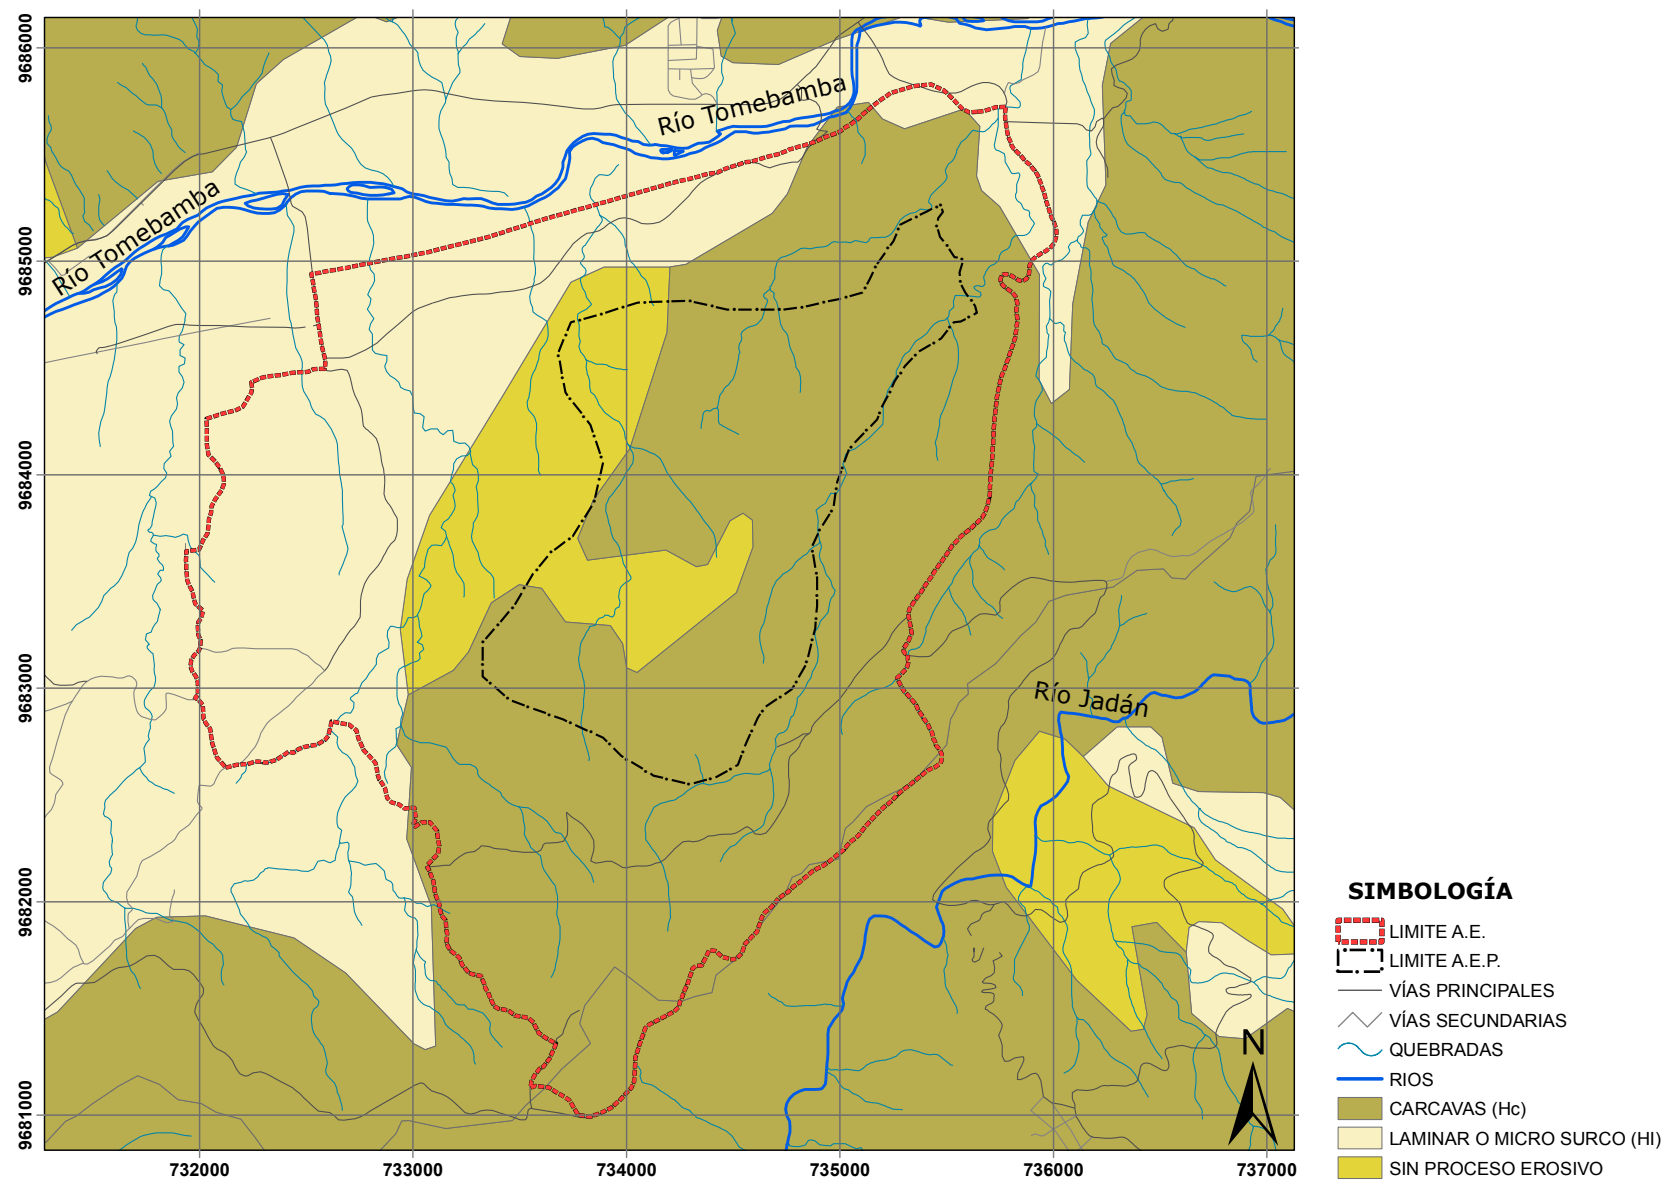 9686000
9685000
9684000
9683000
9682000
9681000
Río Tomebamba
Río Tomebamba
Río Jadán
N
732000
733000
734000
735000
736000
737000
SIMBOLOGÍA
LIMITE A.E.
LIMITE A.E.P.
VÍAS PRINCIPALES
VÍAS SECUNDARIAS
QUEBRADAS
RIOS
CARCAVAS (Hc)
LAMINAR O MICRO SURCO (Hl)
SIN PROCESO EROSIVO